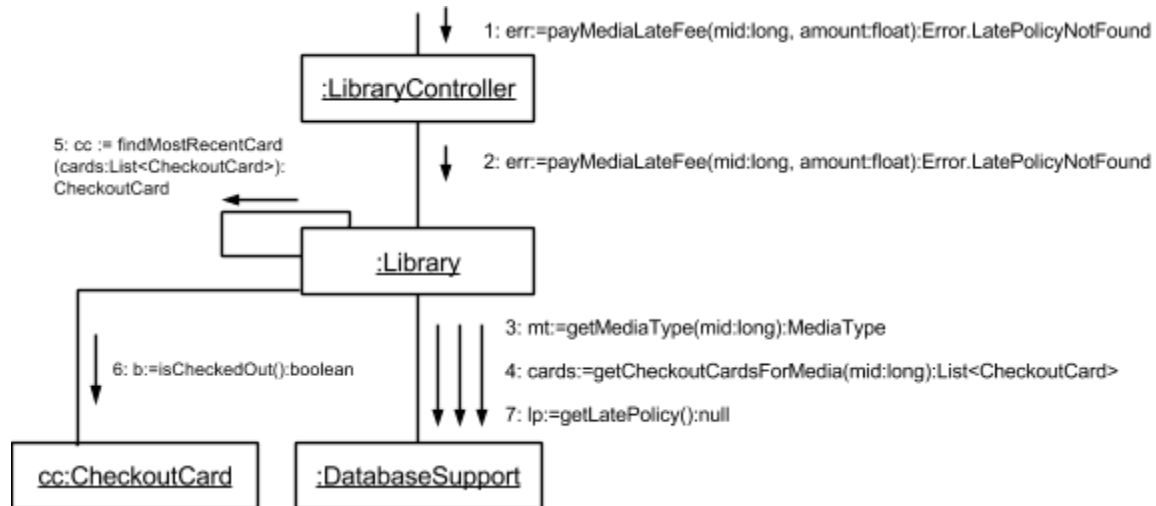 1: err:=payMediaLateFee(mid:long, amount:float):Error.LatePolicyNotFound
:LibraryController
5: cc := findMostRecentCard
(cards:List<CheckoutCard>):
CheckoutCard
2: err:=payMediaLateFee(mid:long, amount:float):Error.LatePolicyNotFound
:Library
3: mt:=getMediaType(mid:long):MediaType
6: b:=isCheckedOut():boolean
4: cards:=getCheckoutCardsForMedia(mid:long):List<CheckoutCard>
7: lp:=getLatePolicy():null
cc:CheckoutCard
:DatabaseSupport